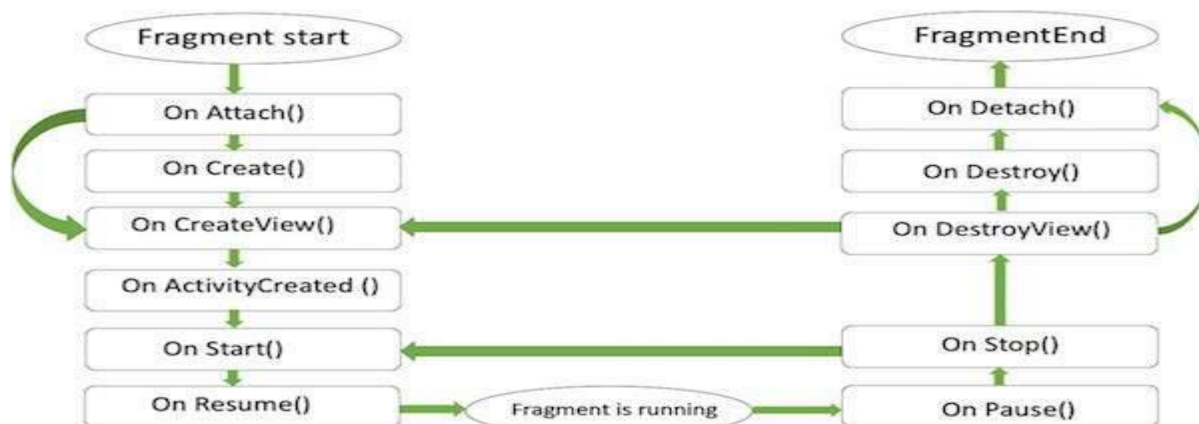 Fragment start
On Attach()
On Create()
On CreateView()
On ActivityCreated ()
On Start()
On Resume()
Fragment is running
On Pause()
On Stop()
On DestroyView()
On Destroy()
On Detach()
FragmentEnd